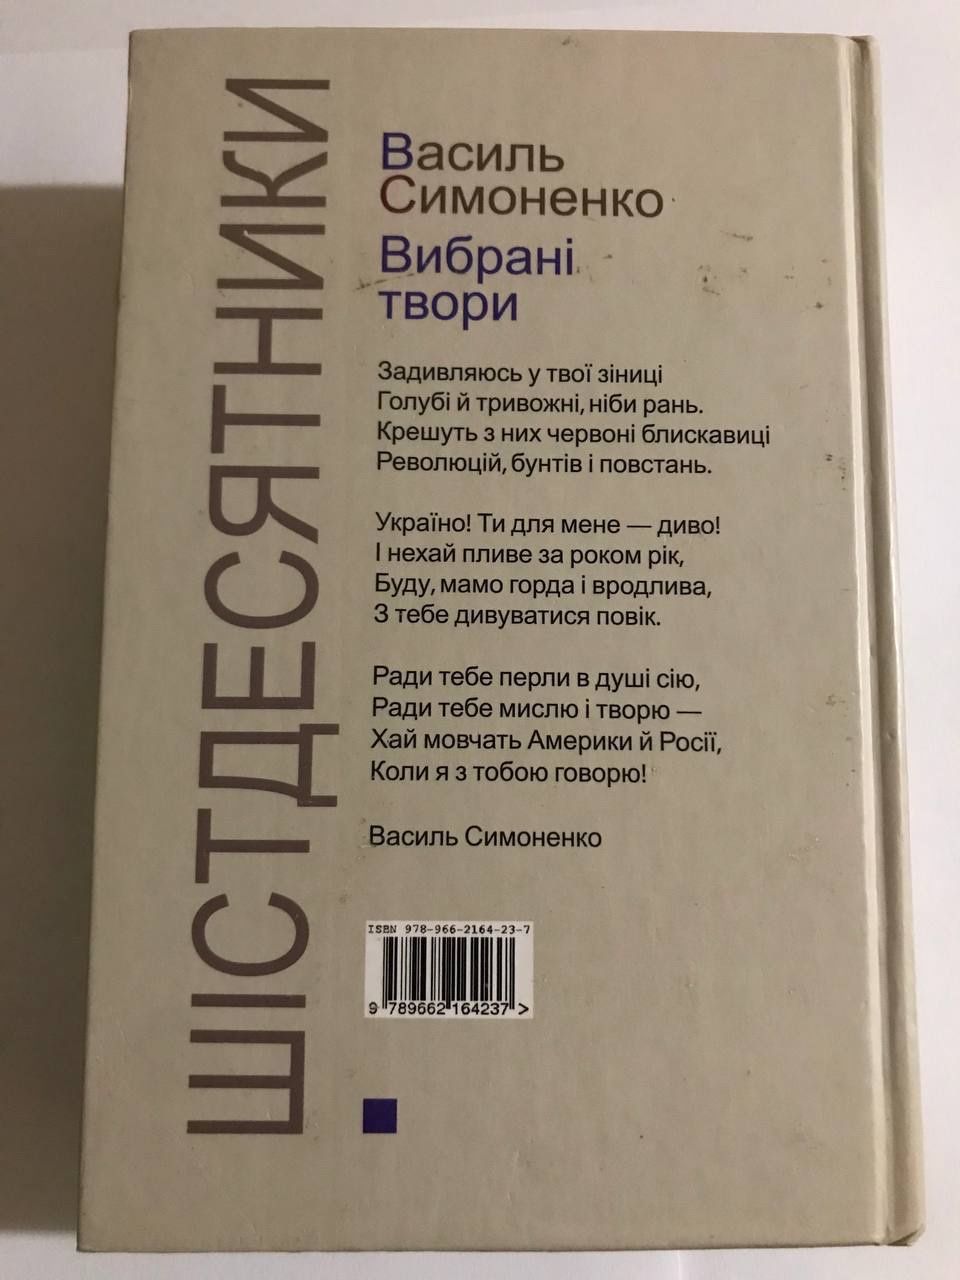 ШІСТДЕСЯТНИКИ
Василь
Симоненко
Вибрані
твори
Задивляюсь у твої зіниці
Голубі й тривожні, ніби рань.
Крешуть з них червоні блискавиці
Революцій, бунтів і повстань.
Україно! Ти для мене — диво!
І нехай пливе за роком рік,
Буду, мамо горда і вродлива,
З тебе дивуватися повік.
Ради тебе перли в душі сію,
Ради тебе мислю і творю —
Хай мовчать Америки й Росії,
Коли я з тобою говорю!
Василь Симоненко
ISBN 978-966-2164-23-7
9 789662 164237 >